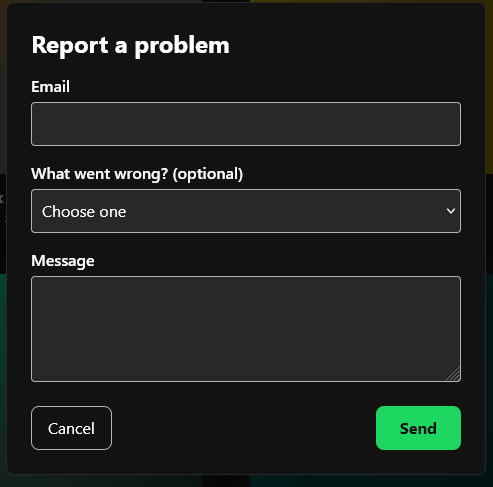 Report a problem
Email
What went wrong? (optional)
Choose one
Message
Cancel
Send